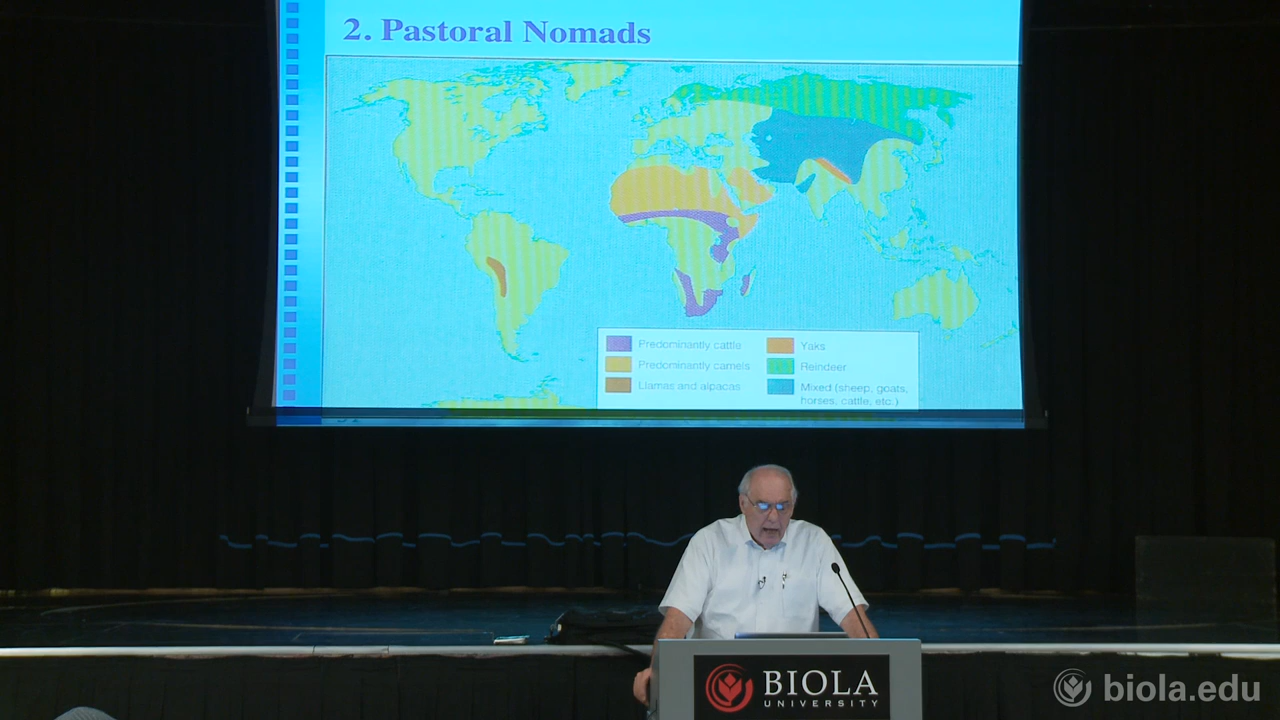 2. Pastoral Nomads
Predominantly cattle
Predominantly camels
Llamas and alpacas
Yaks
Reindeer
Mixed (sheep, goats,
horses, cattle, etc.)
BIOLA
UNIVERSITY
biola.edu